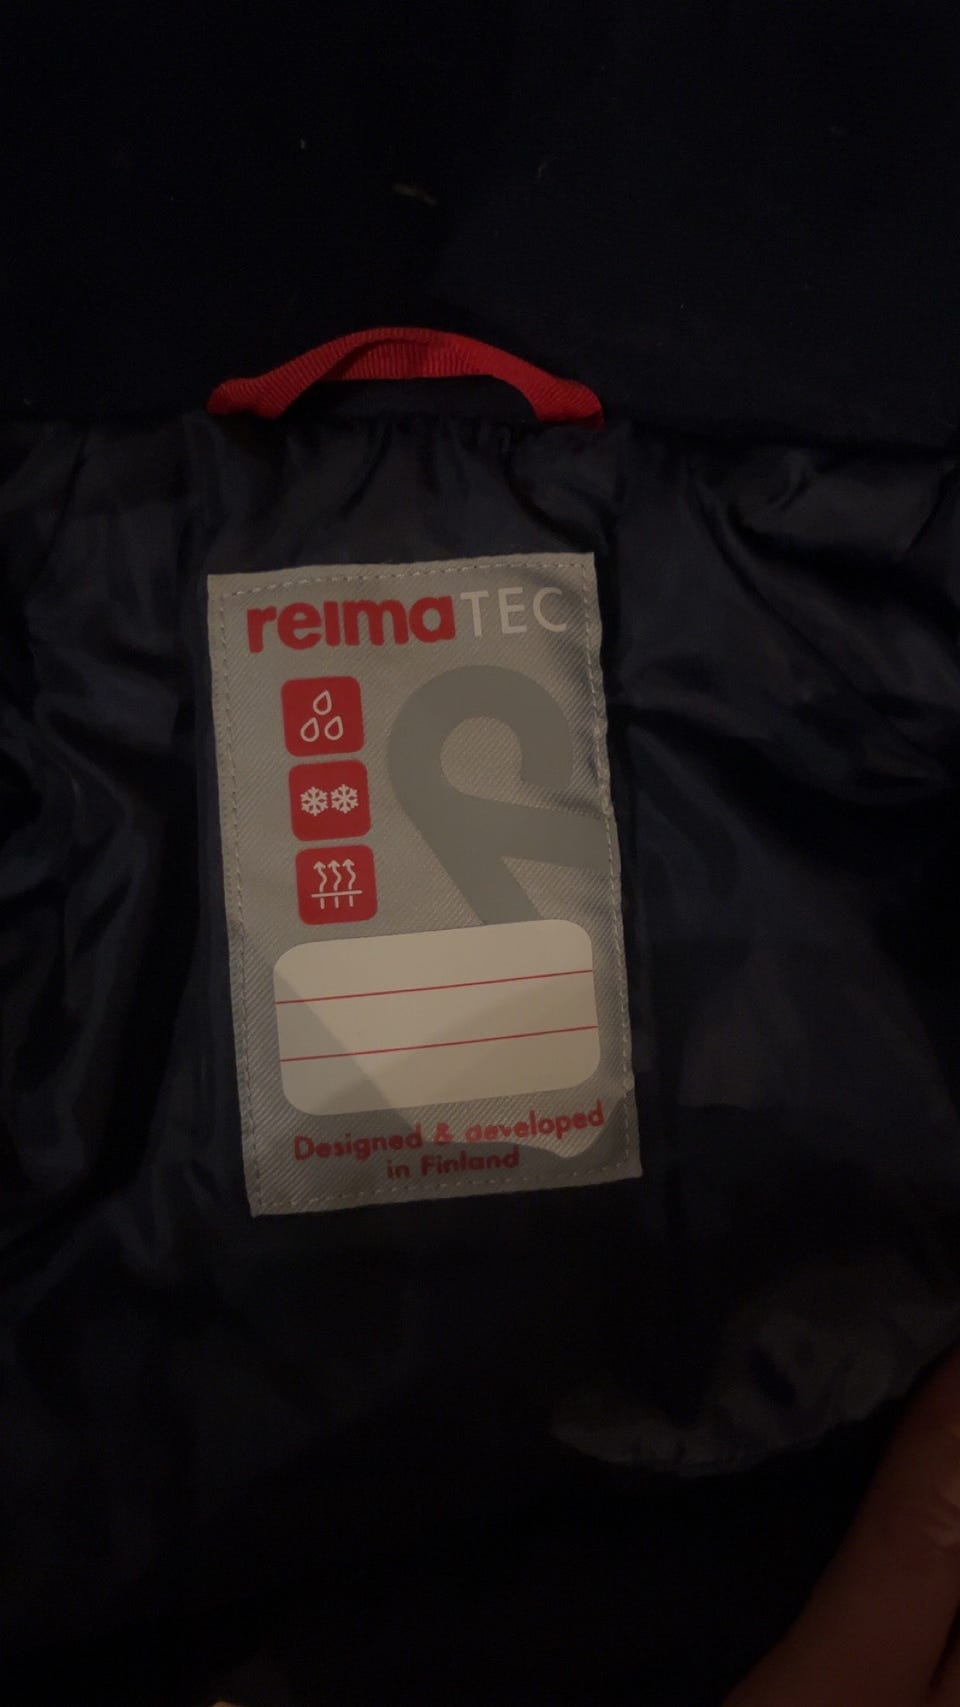 reimaTEC
Designed & developed
in Finland